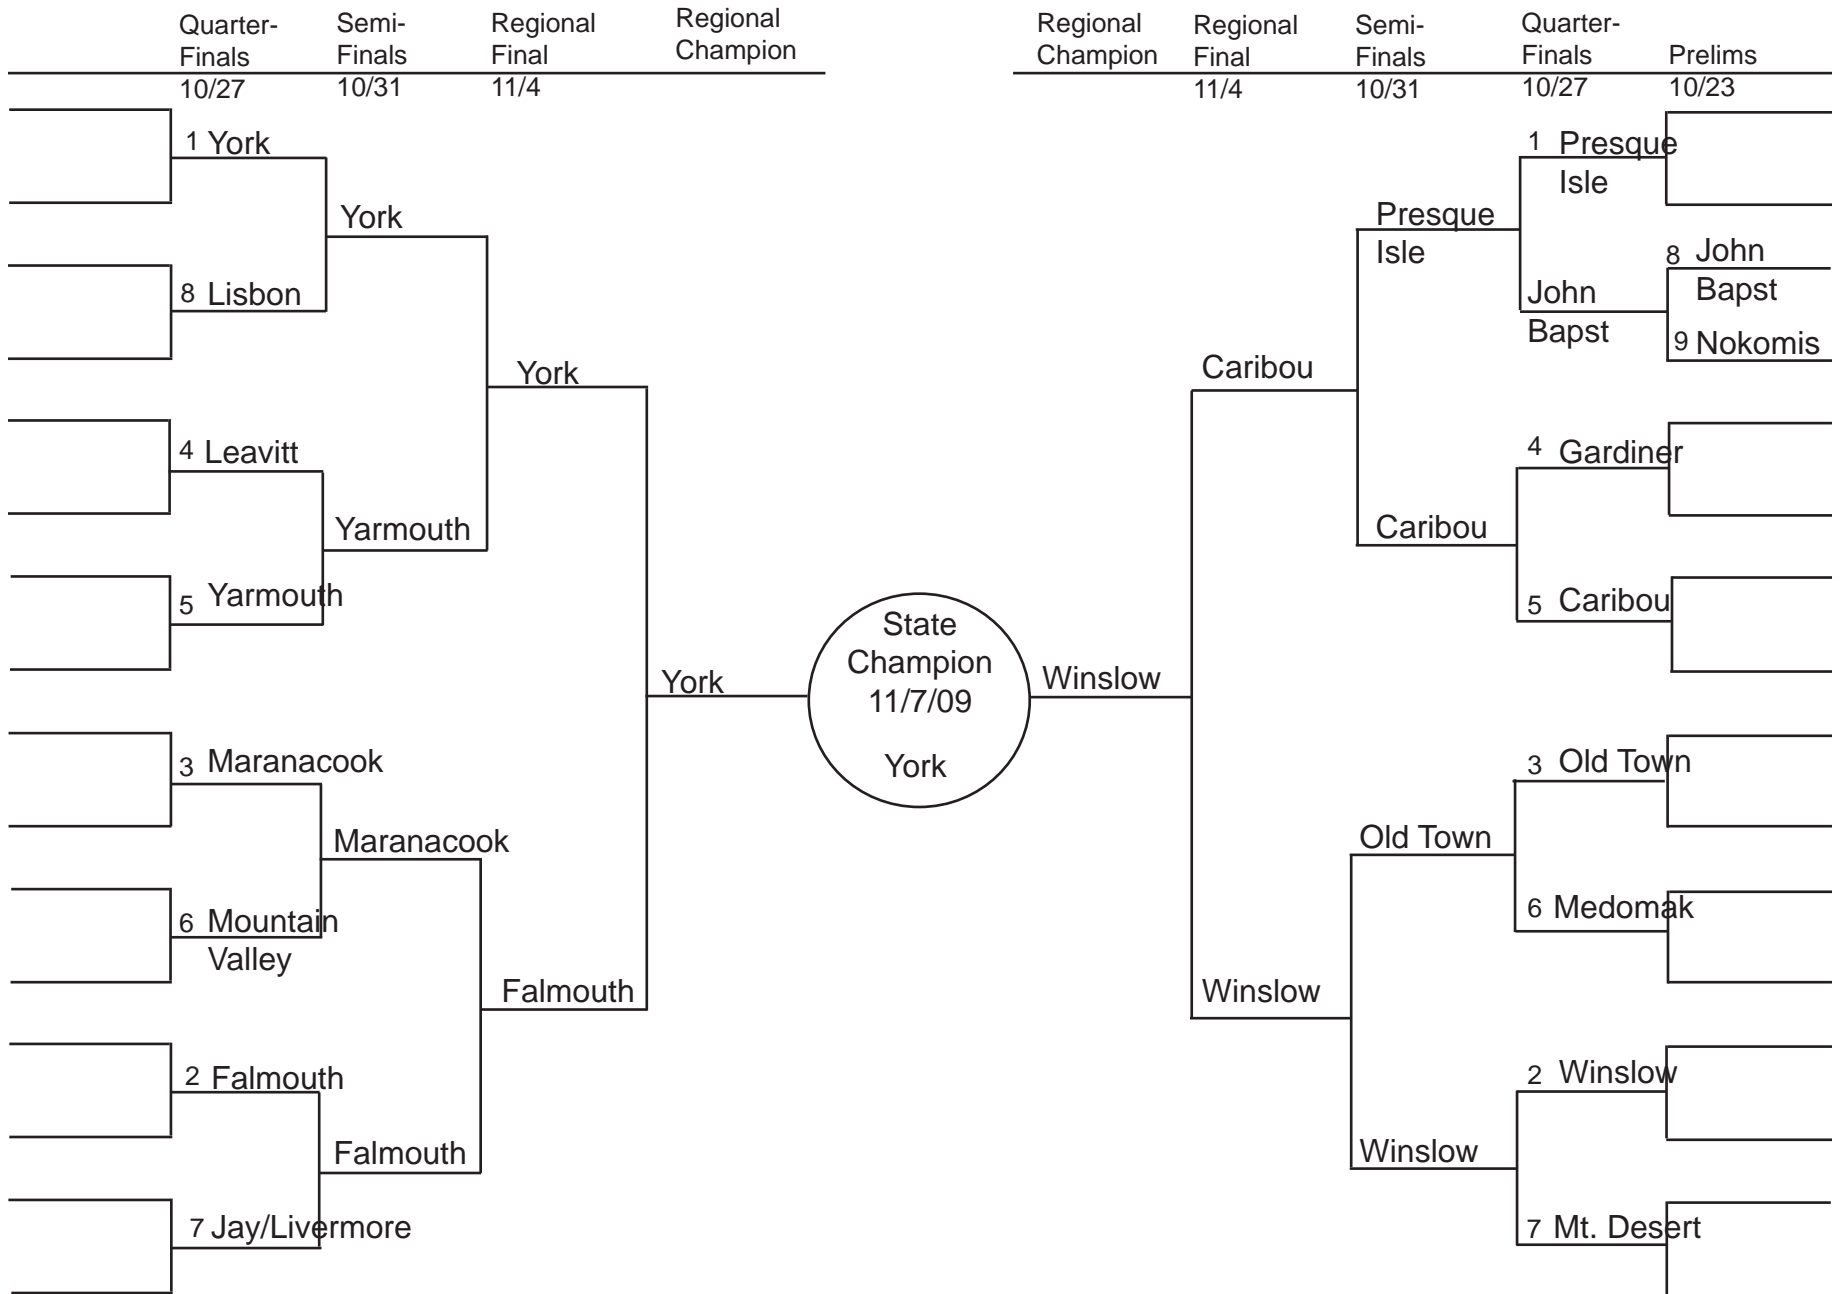 Quarter-
Finals
10/27
Semi-
Finals
10/31
Regional
Final
11/4
Regional
Champion
Regional
Champion
Regional
Final
11/4
Semi-
Finals
10/31
Quarter-
Finals
10/27
Prelims
10/23
1 York
8 Lisbon
4 Leavitt
5 Yarmouth
3 Maranacook
6 Mountain
Valley
2 Falmouth
7 Jay/Livermore
York
Yarmouth
Maranacook
Falmouth
York
Falmouth
York
State
Champion
11/7/09
York
Winslow
Caribou
Winslow
Presque
Isle
Caribou
Old Town
Winslow
1 Presque
Isle
John
Bapst
4 Gardiner
5 Caribou
3 Old Town
6 Medomak
2 Winslow
7 Mt. Desert
8 John
Bapst
9 Nokomis